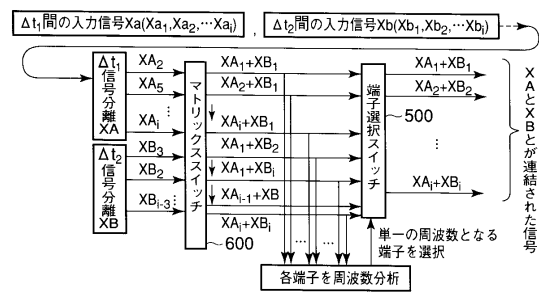 Δt1間の入力信号Xa(Xa1,Xa2,…Xai) , Δt2間の入力信号Xb(Xb1,Xb2,…Xbi)
Δt1
信号分離XA
XA2
XA5
⋮
XAi
Δt2
信号分離XB
XB3
XB2
XBi-3⋮
マトリックススイッチ
600
XA1+XB1
XA2+XB1
XAi+XB1
XA1+XB2
XA1+XBi
XAi-1+XB
XAi+XBi
… …
端子選択スイッチ
500
XA1+XB1
XA2+XB2
⋮
XAi+XBi
XAとXBとが連結された信号
単一の周波数となる
端子を選択
各端子を周波数分析